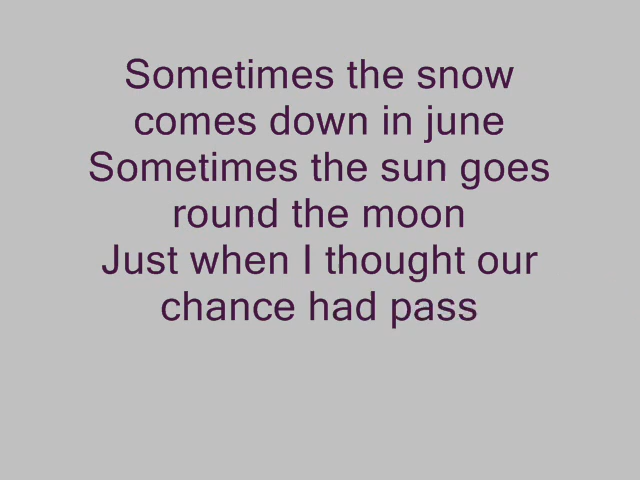 Sometimes the snow
comes down in june
Sometimes the sun goes
round the moon
Just when I thought our
chance had pass